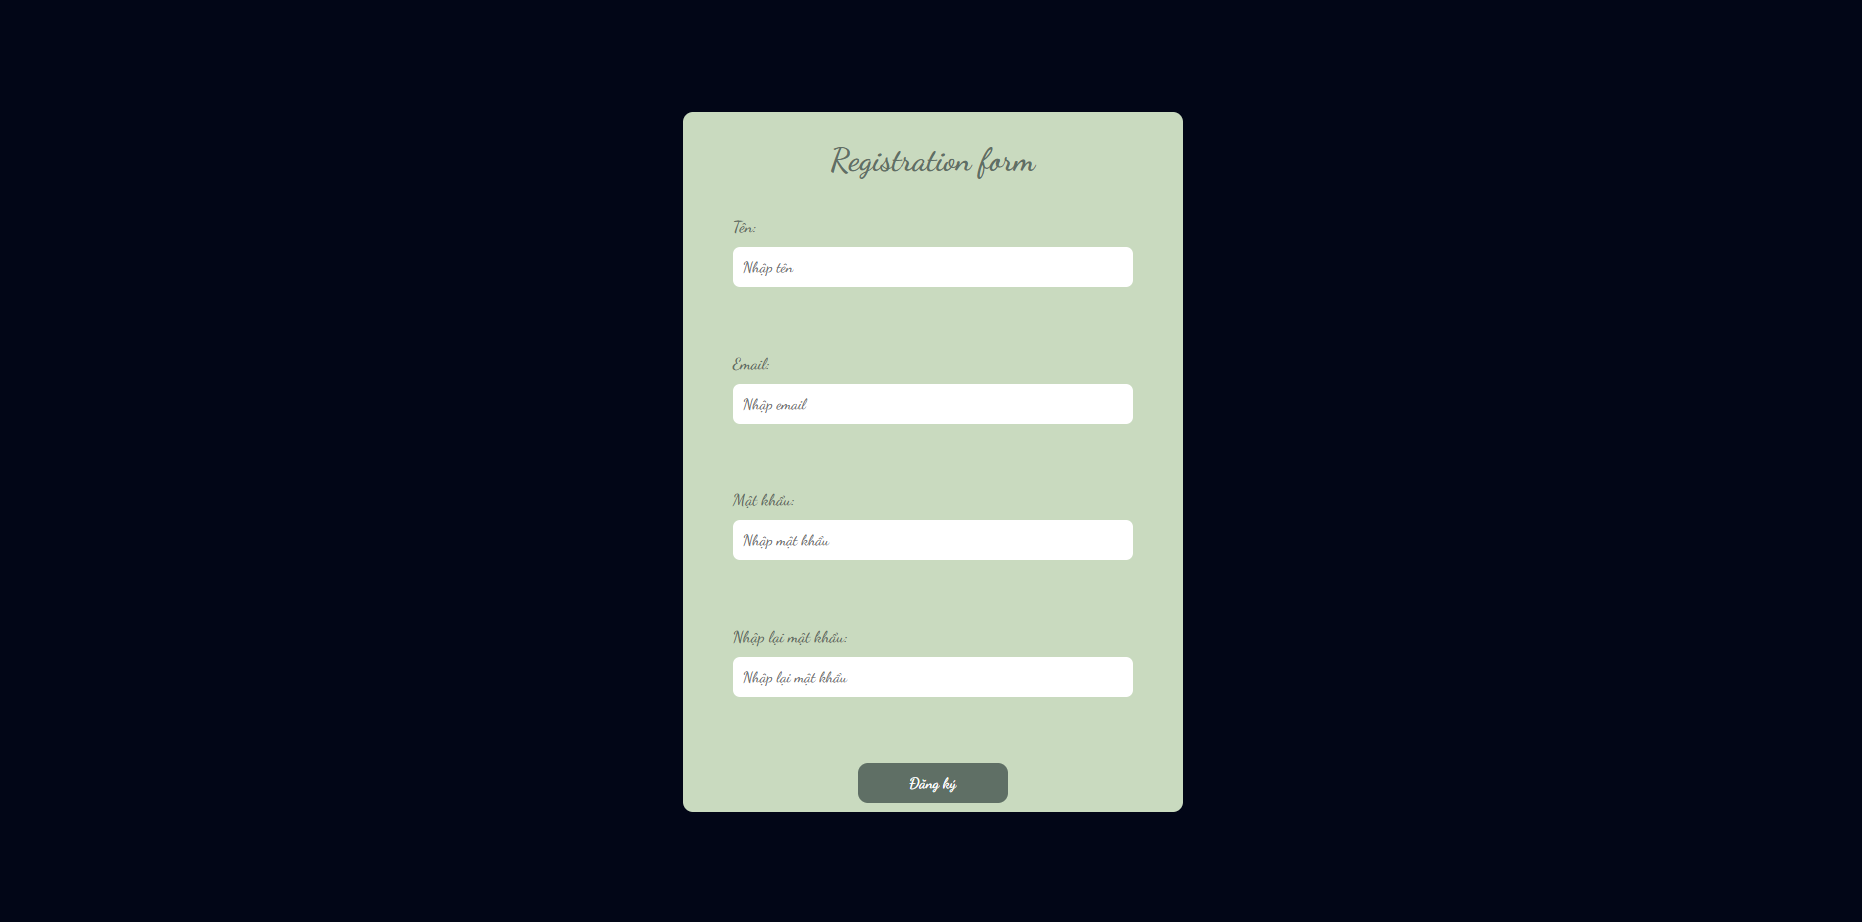 Registration form
Tên:
Nhập tên
Email:
Nhập email
Mật khẩu:
Nhập mật khẩu
Nhập lại mật khẩu:
Nhập lại mật khẩu
Đăng ký